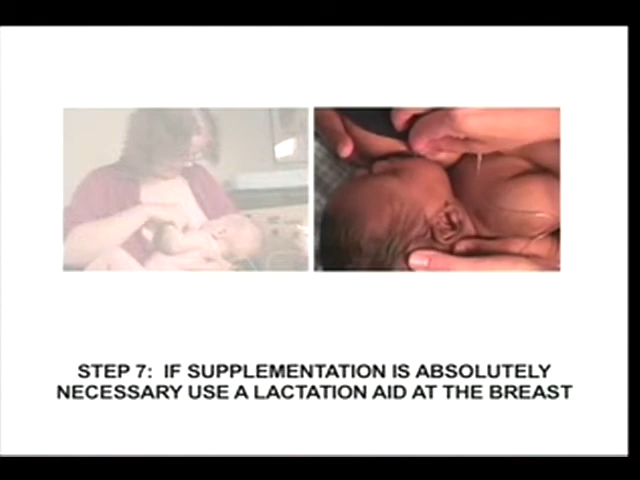 STEP 7: IF SUPPLEMENTATION IS ABSOLUTELY
NECESSARY USE A LACTATION AID AT THE BREAST